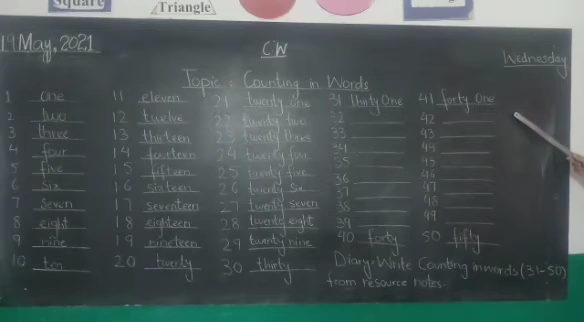 Square
Triangle
19 May, 2021
CW
Wednesday
Topic : Counting in Words
1 one 11 eleven 21 twenty one 31 thirty One 41 forty one
2 two 12 twelve 22 twenty two 32 42
3 three 13 thirteen 23 twenty three 33 43
4 four 14 fourteen 24 twenty four 34 44
5 five 15 fifteen 25 twenty five 35 45
6 six 16 sixteen 26 twenty six 36 46
7 seven 17 seventeen 27 twenty seven 37 47
8 eight 18 eighteen 28 twenty eight 38 48
9 nine 19 nineteen 29 twenty nine 39 49
10 ten 20 twenty 30 thirty 40 forty 50 fifty
Diary: Write Counting in words (31-50)
from resource notes.